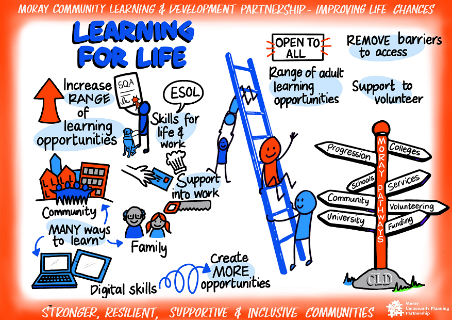 MORAY COMMUNITY LEARNING & DEVELOPMENT PARTNERSHIP - IMPROVING LIFE CHANCES
LEARNING
FOR LIFE
Increase
RANGE
of
learning
opportunities
SQA
ESOL
Skills for
life &
work
Support
into work
Community
MANY ways
to learn
Family
Digital skills
Create
MORE
opportunities
OPEN TO
ALL
Range of adult
learning
opportunities
REMOVE barriers
to access
Support to
volunteer
MORAY PATHWAYS
Progression
Colleges
Schools
Services
Community
Volunteering
University
Funding
CLD
STRONGER, RESILIENT, SUPPORTIVE & INCLUSIVE COMMUNITIES
Moray
Community Planning
Partnership